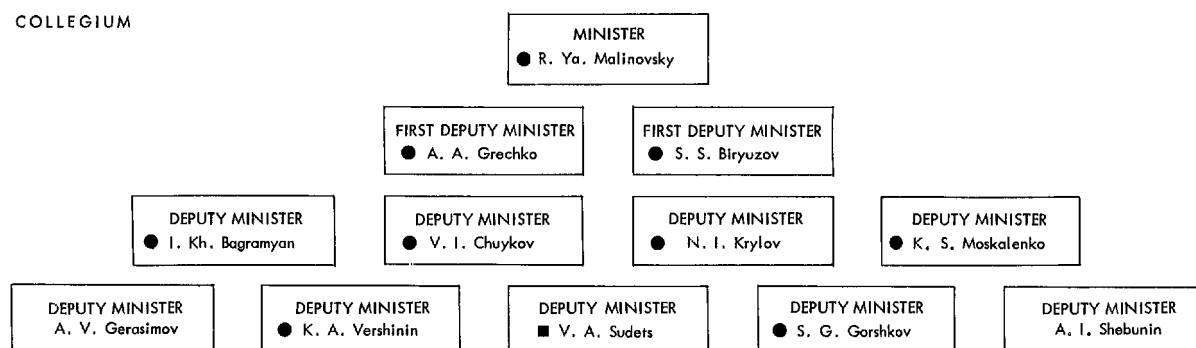 COLLEGIUM
MINISTER
● R. Ya. Malinovsky
FIRST DEPUTY MINISTER
● A. A. Grechko
FIRST DEPUTY MINISTER
● S. S. Biryuzov
DEPUTY MINISTER
● I. Kh. Bagramyan
DEPUTY MINISTER
● V. I. Chuykov
DEPUTY MINISTER
● N. I. Krylov
DEPUTY MINISTER
● K. S. Moskalenko
DEPUTY MINISTER
A. V. Gerasimov
DEPUTY MINISTER
● K. A. Vershinin
DEPUTY MINISTER
■ V. A. Sudets
DEPUTY MINISTER
● S. G. Gorshkov
DEPUTY MINISTER
A. I. Shebunin